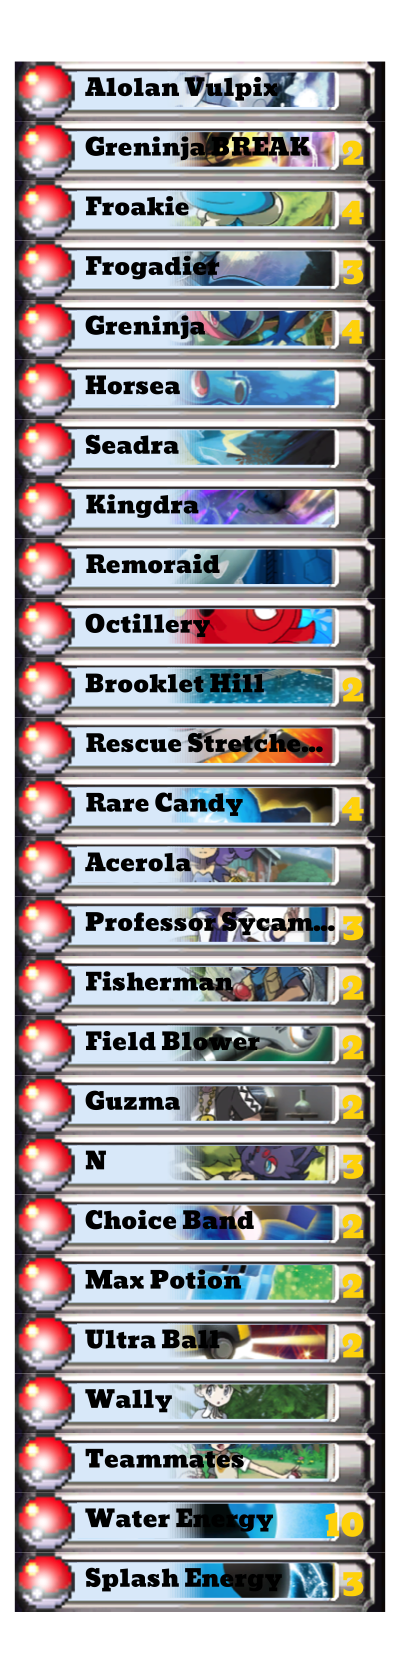 Alolan Vulpix
Greninja BREAK 2
Froakie 4
Frogadier 3
Greninja 4
Horsea
Seadra
Kingdra
Remoraid
Octillery
Brooklet Hill 2
Rescue Stretche...
Rare Candy 4
Acerola
Professor Sycam... 3
Fisherman 2
Field Blower 2
Guzma 2
N 3
Choice Band 2
Max Potion 2
Ultra Ball 2
Wally
Teammates
Water Energy 10
Splash Energy 3